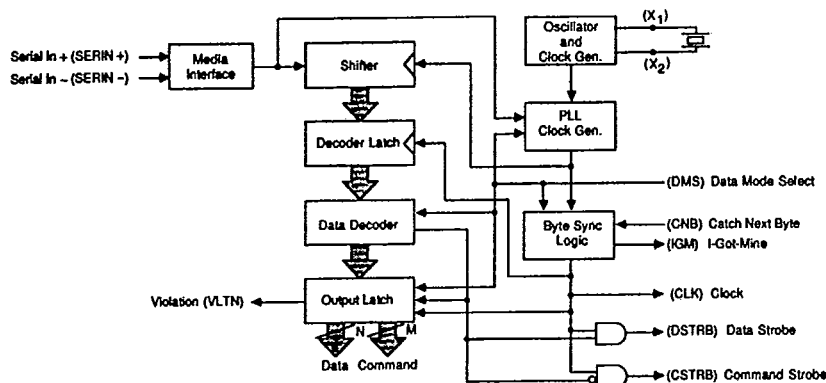 (X1)
Oscillator
and
Clock Gen.
(X2)
Serial In + (SERIN +)
Serial In ~ (SERIN –)
Media
Interface
Shifter
PLL
Clock Gen.
Decoder Latch
(DMS) Data Mode Select
Data Decoder
Byte Sync
Logic
(CNB) Catch Next Byte
(IGM) I-Got-Mine
Violation (VLTN)
Output Latch
(CLK) Clock
N
M
(DSTRB) Data Strobe
Data Command
(CSTRB) Command Strobe